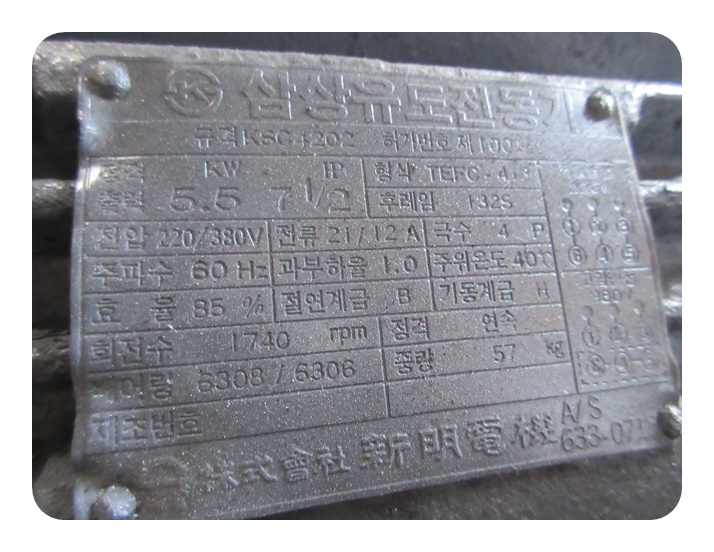 K 삼상유도전동기
규격 KSC4202 허가번호 제100
출력 KW HP 형식 TEFC-
5.5 7 1/2 후레임 132S
전압 220/380V 전류 21/12 A 극수 4 P
주파수 60 Hz 과부하율 1.0 주위온도 40℃
효 율 85 % 절연계급 B 기동계급 H
회전수 1740 rpm 정격 연속
베어링 6308 / 6306 중량 57 kg
제조번호
株式會社 新明電機 A/S
633-07